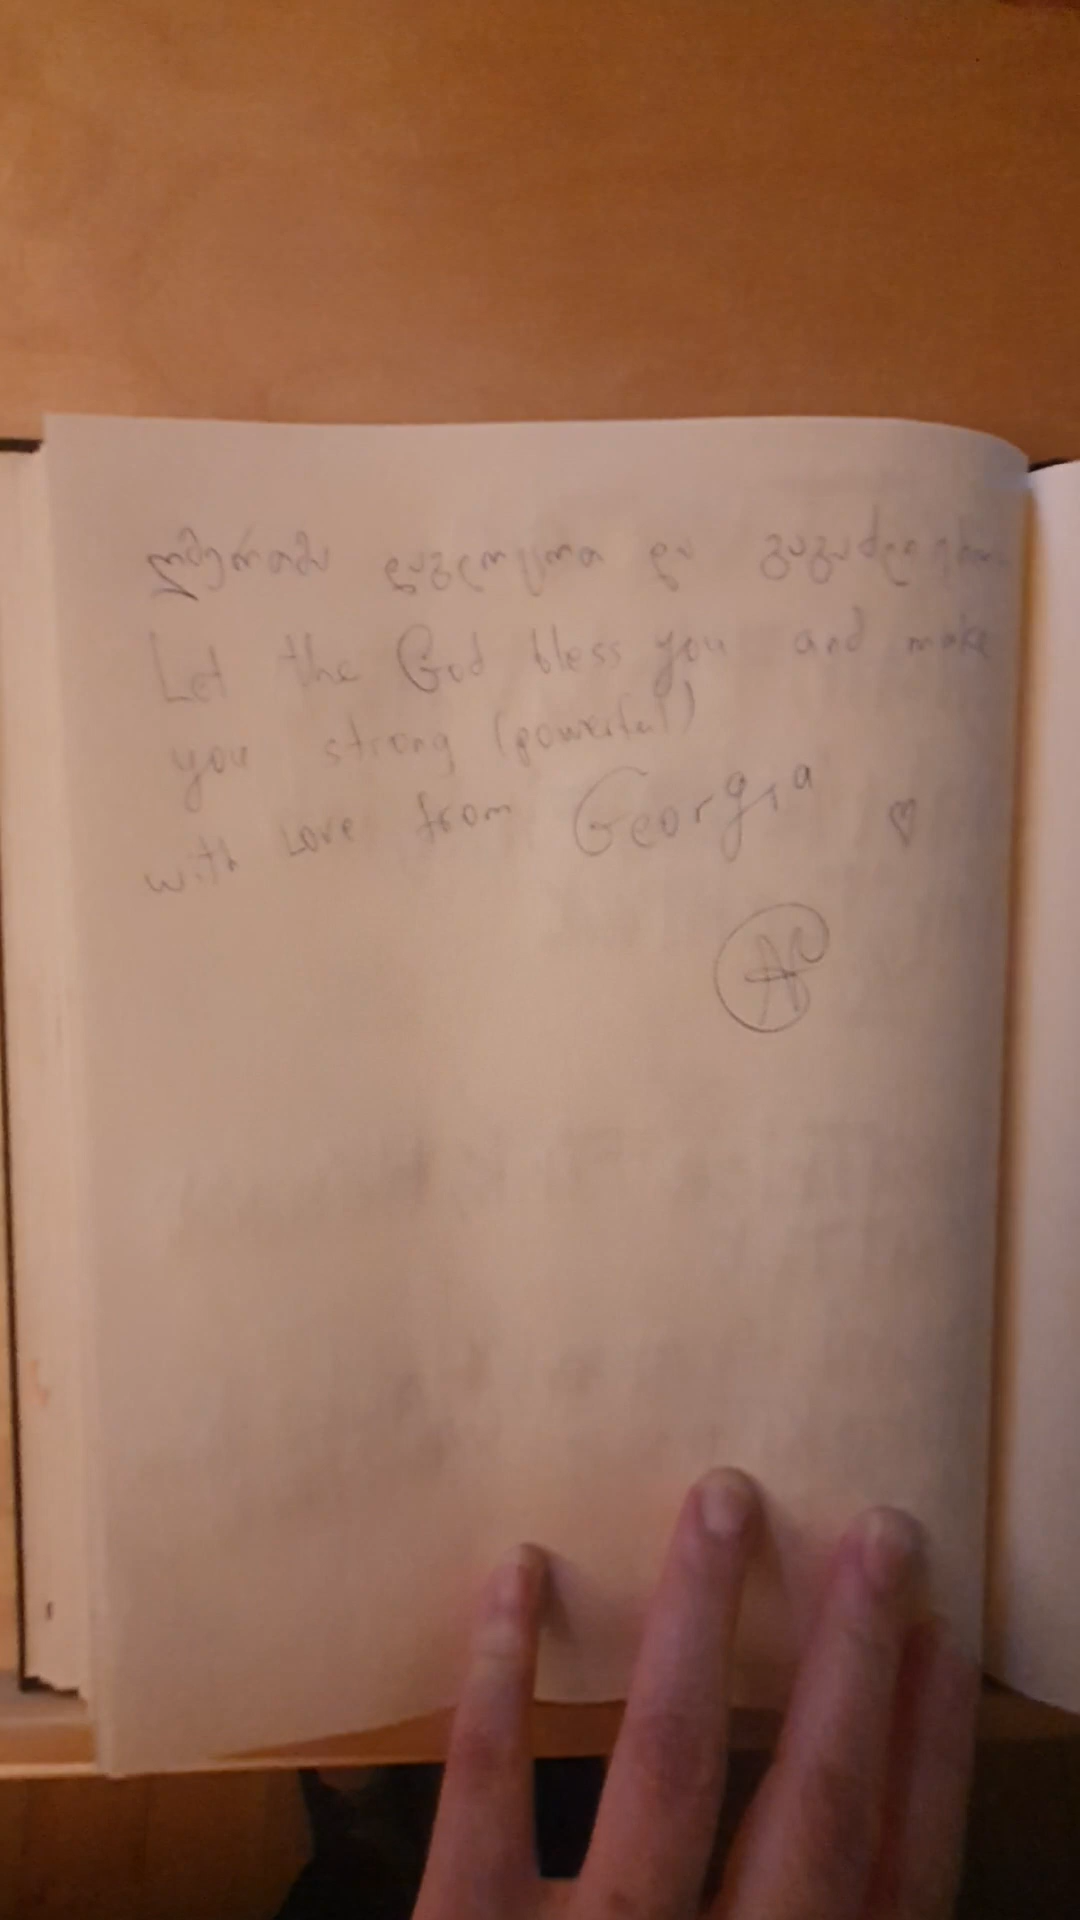 ღმერთმა დაგლოცოთ და გაგაძლიეროთ
Let the God bless you and make
you strong (powerful)
with Love from Georgia ♥